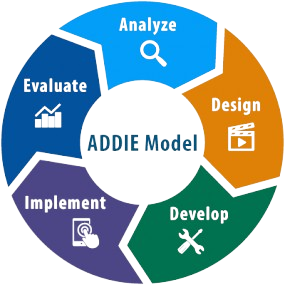 Analyze
Design
Develop
Implement
Evaluate
ADDIE Model